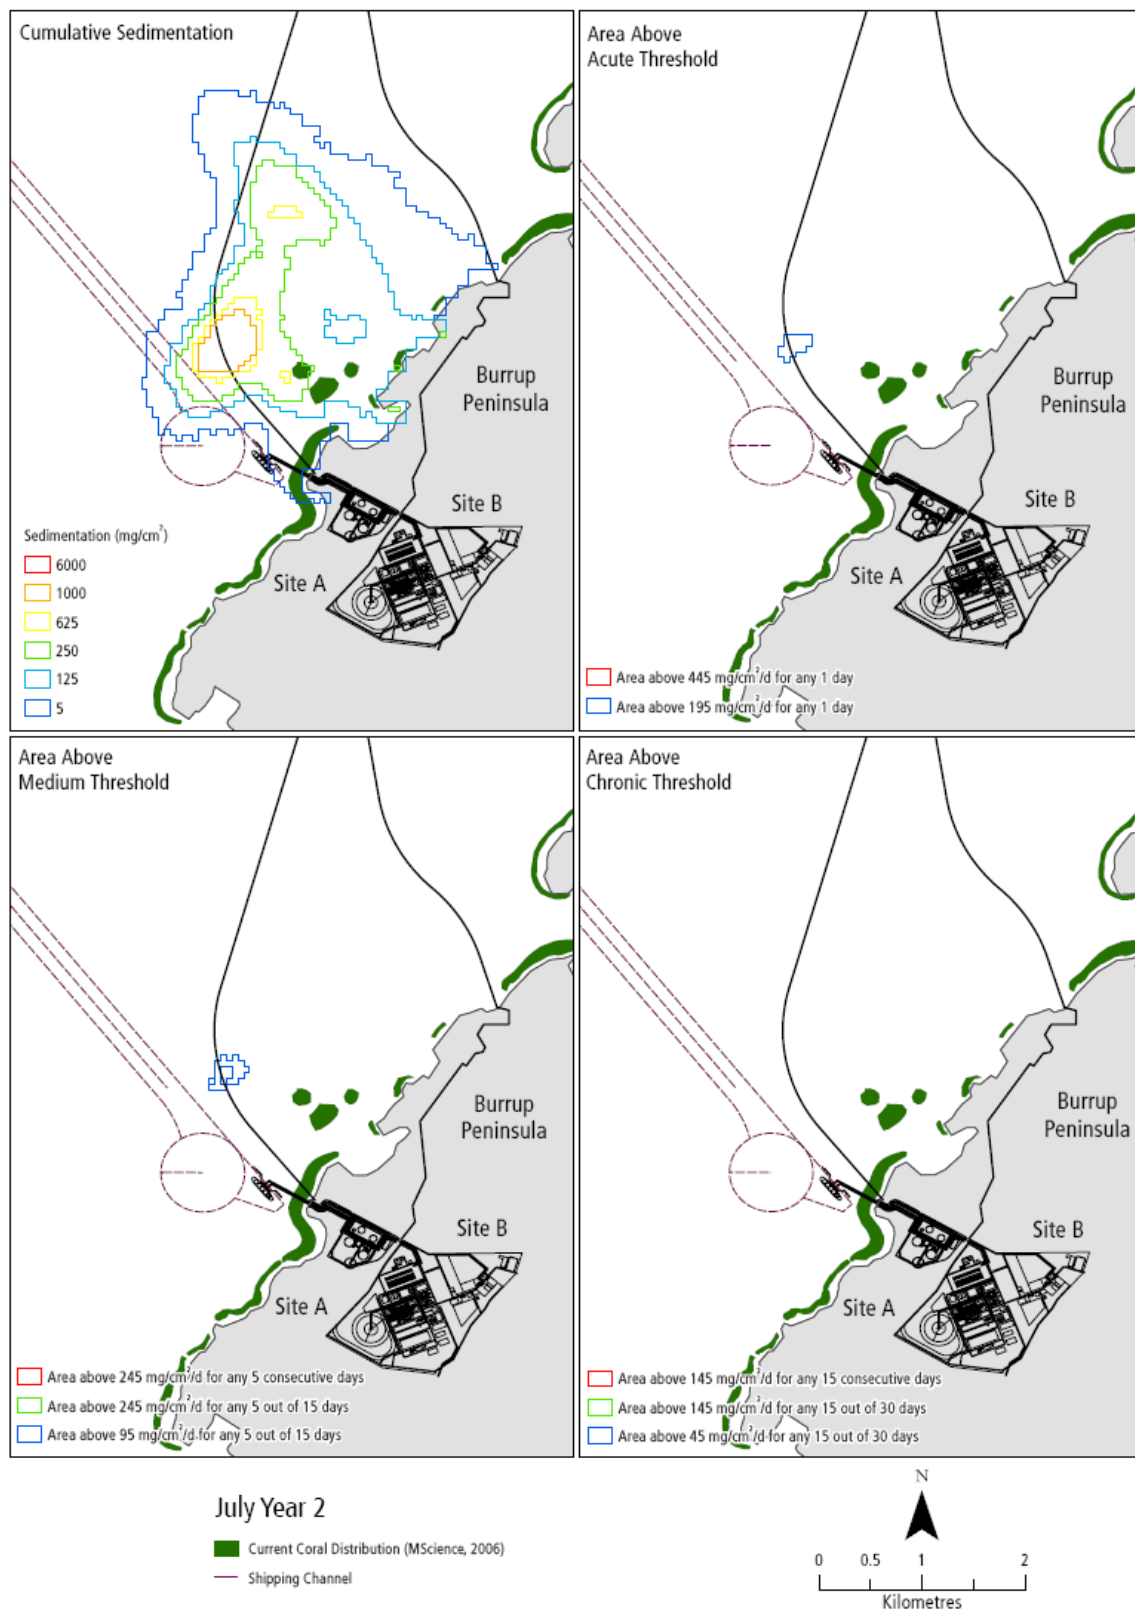 Cumulative Sedimentation
Burrup
Peninsula
Site B
Site A
Sedimentation (mg/cm²)
6000
1000
625
250
125
5
Area Above
Acute Threshold
Burrup
Peninsula
Site B
Site A
Area above 445 mg/cm²/d for any 1 day
Area above 195 mg/cm²/d for any 1 day
Area Above
Medium Threshold
Burrup
Peninsula
Site B
Site A
Area above 245 mg/cm²/d for any 5 consecutive days
Area above 245 mg/cm²/d for any 5 out of 15 days
Area above 95 mg/cm²/d for any 5 out of 15 days
Area Above
Chronic Threshold
Burrup
Peninsula
Site B
Site A
Area above 145 mg/cm²/d for any 15 consecutive days
Area above 145 mg/cm²/d for any 15 out of 30 days
Area above 45 mg/cm²/d for any 15 out of 30 days
July Year 2
Current Coral Distribution (MScience, 2006)
Shipping Channel
N
0 0.5 1 2
Kilometres